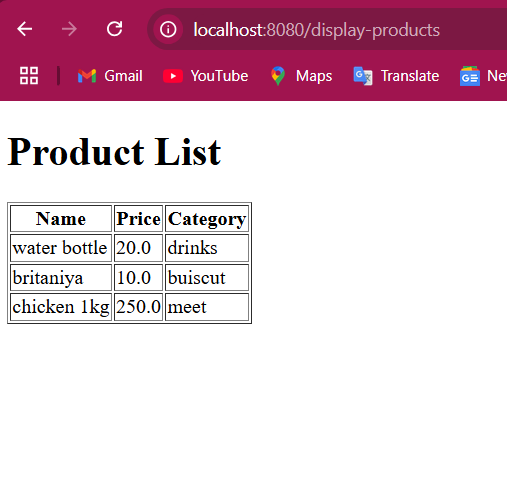 localhost:8080/display-products
Gmail YouTube Maps Translate Ne
Product List
Name Price Category
water bottle 20.0 drinks
britaniya 10.0 buiscut
chicken 1kg 250.0 meet